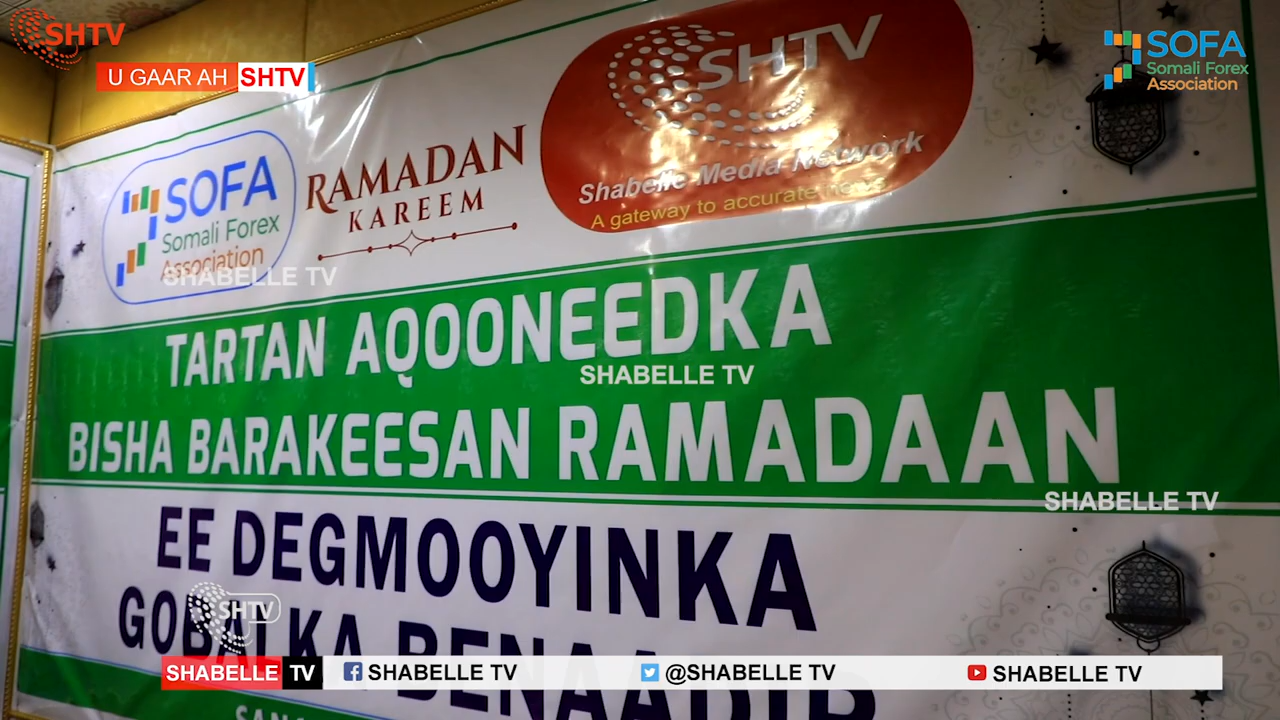 SHTV
U GAAR AH SHTV
SOFA
Somali Forex
Association
SOFA
Somali Forex
Association
RAMADAN
KAREEM
SHTV
Shabelle Media Network
A gateway to accurate
SHABELLE TV
TARTAN AQOONEEDKA
SHABELLE TV
BISHA BARAKEESAN RAMADAAN
SHABELLE TV
EE DEGMOOYINKA
GOBALKA BENAADIR
SHTV
SHABELLE TV
SHABELLE TV
@SHABELLE TV
SHABELLE TV